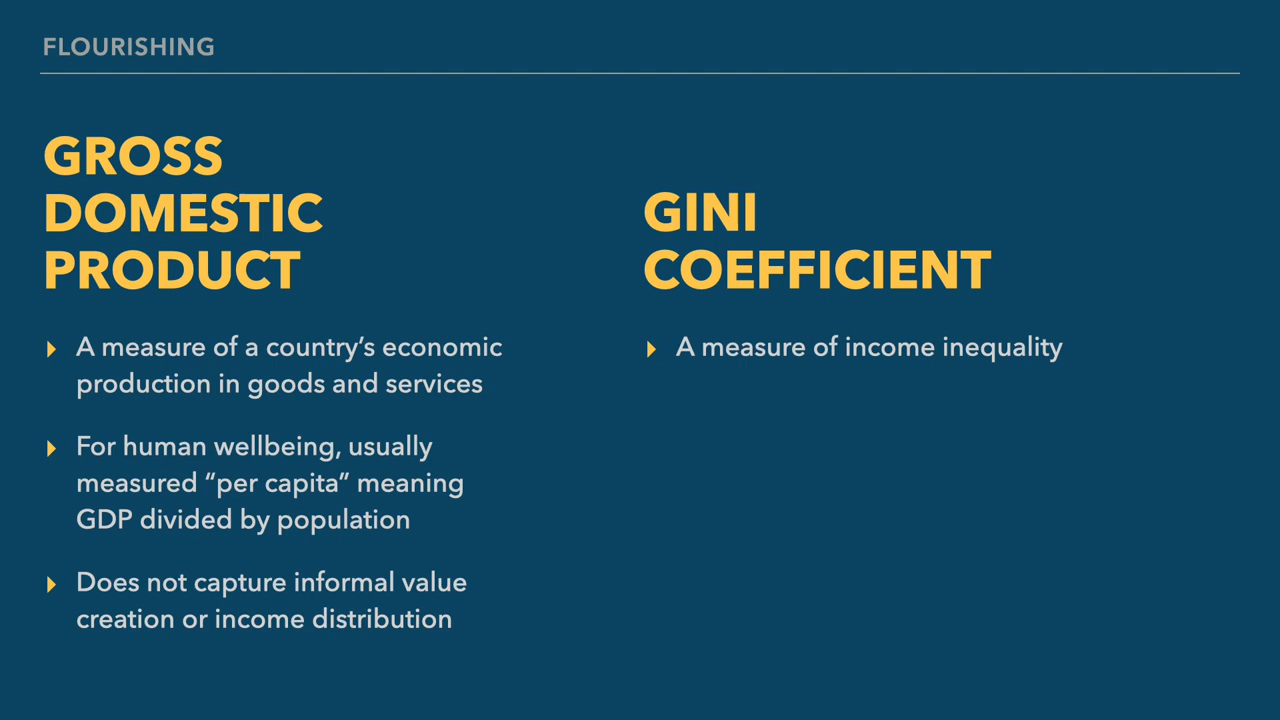 FLOURISHING
GROSS
DOMESTIC
PRODUCT
▸ A measure of a country’s economic
production in goods and services
▸ For human wellbeing, usually
measured “per capita” meaning
GDP divided by population
▸ Does not capture informal value
creation or income distribution
GINI
COEFFICIENT
▸ A measure of income inequality